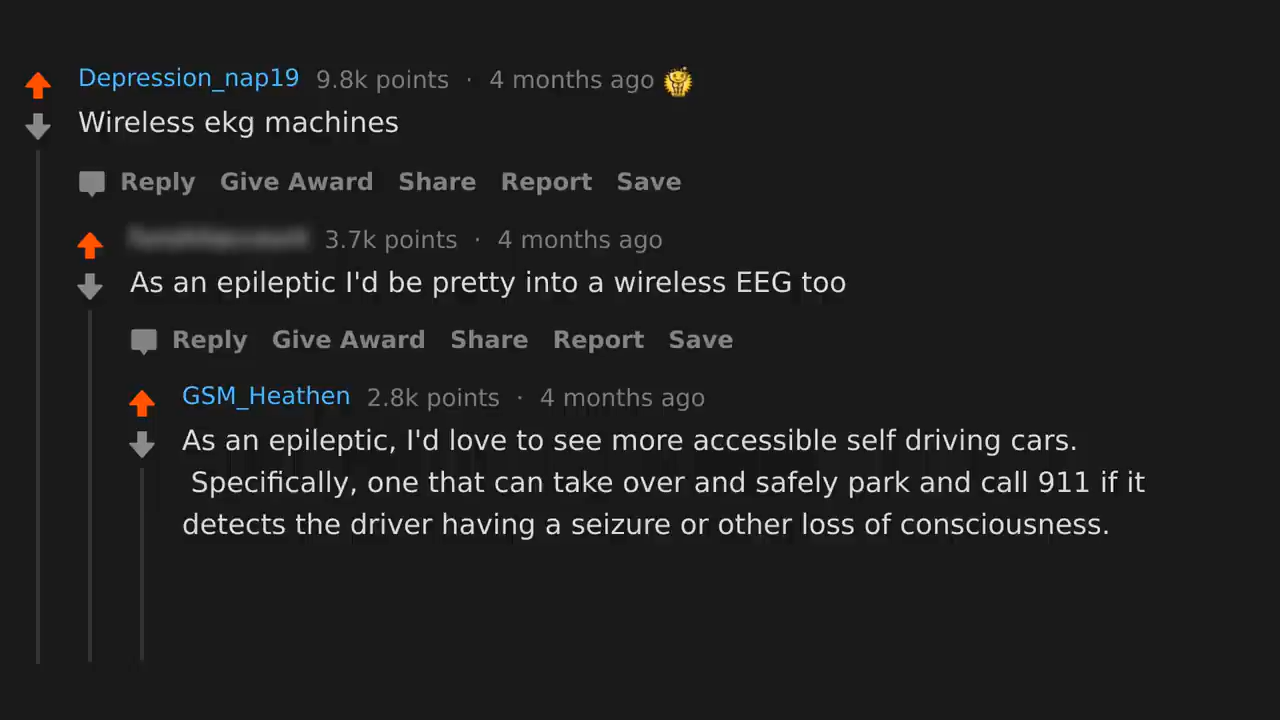 Depression_nap19 9.8k points · 4 months ago
Wireless ekg machines
Reply Give Award Share Report Save
3.7k points · 4 months ago
As an epileptic I'd be pretty into a wireless EEG too
Reply Give Award Share Report Save
GSM_Heathen 2.8k points · 4 months ago
As an epileptic, I'd love to see more accessible self driving cars.
Specifically, one that can take over and safely park and call 911 if it
detects the driver having a seizure or other loss of consciousness.